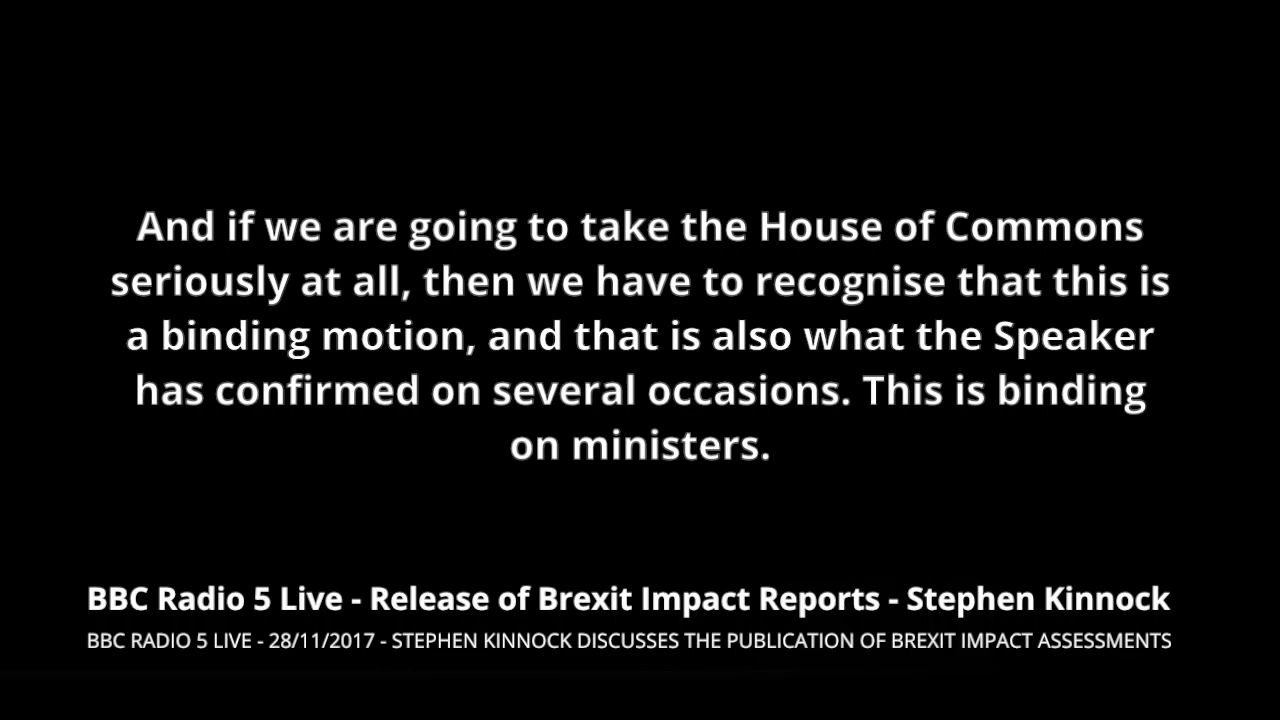 And if we are going to take the House of Commons
seriously at all, then we have to recognise that this is
a binding motion, and that is also what the Speaker
has confirmed on several occasions. This is binding
on ministers.
BBC Radio 5 Live - Release of Brexit Impact Reports - Stephen Kinnock
BBC RADIO 5 LIVE - 28/11/2017 - STEPHEN KINNOCK DISCUSSES THE PUBLICATION OF BREXIT IMPACT ASSESSMENTS